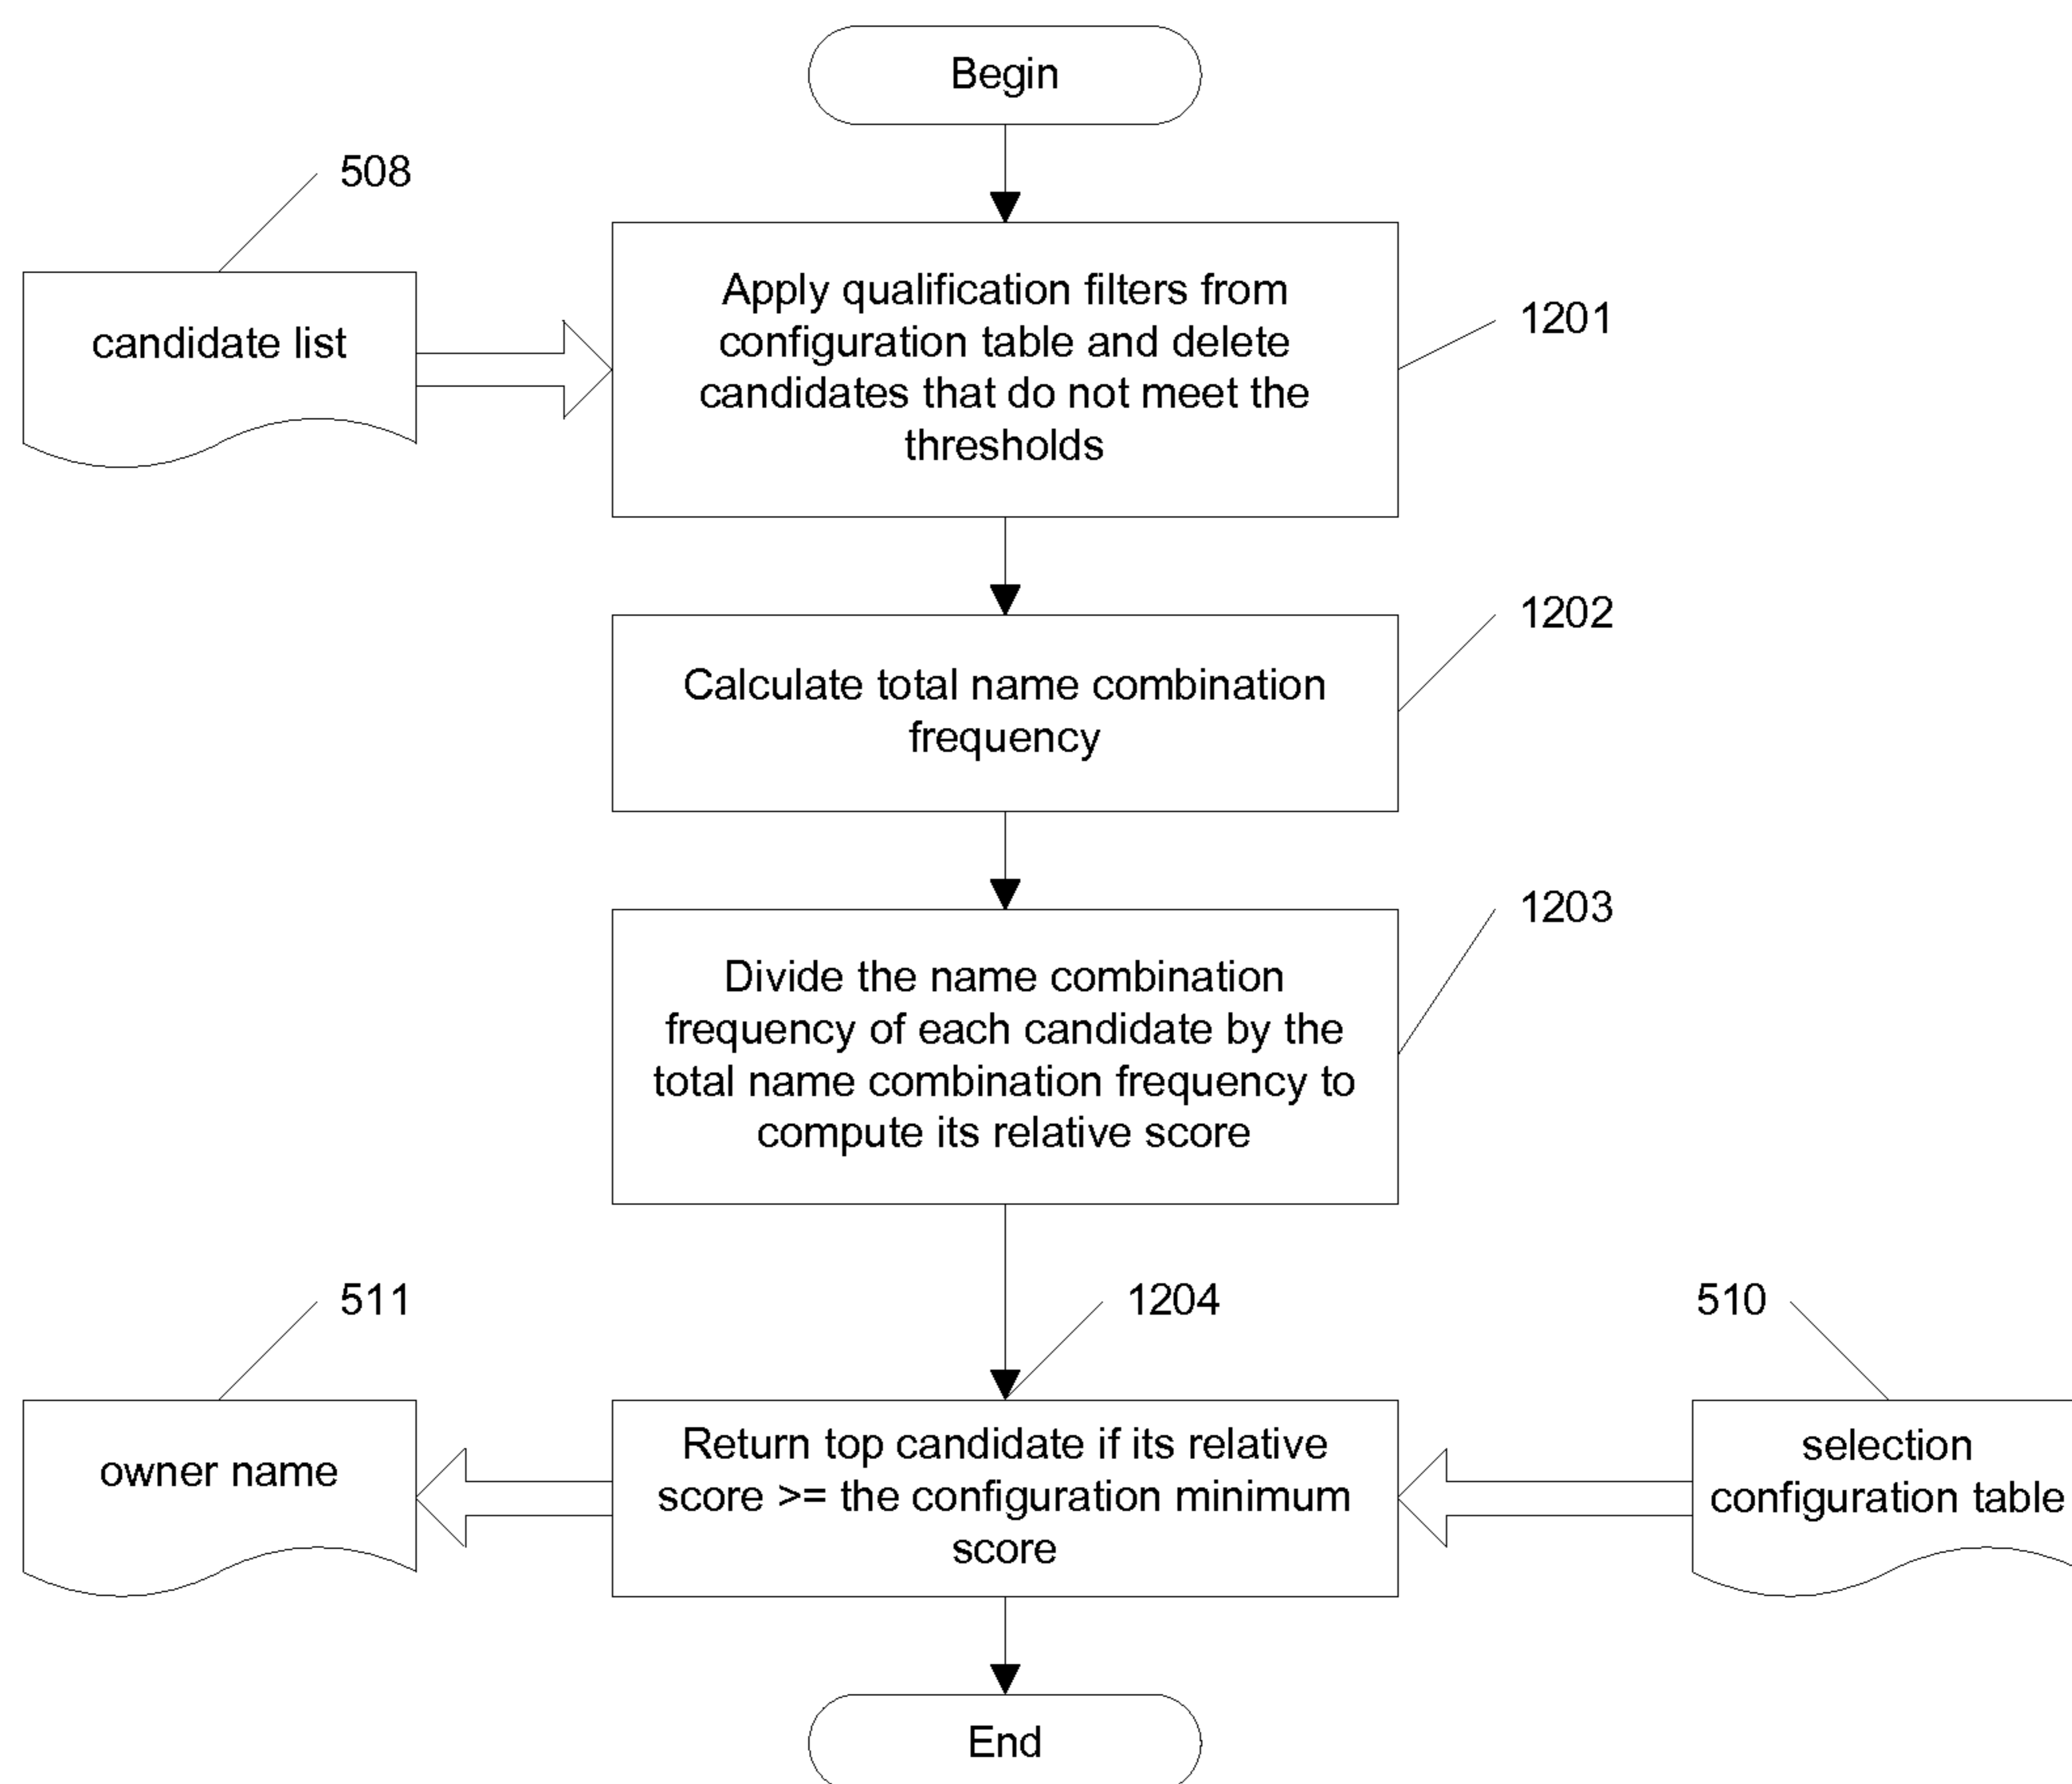 Begin
508
candidate list
Apply qualification filters from
configuration table and delete
candidates that do not meet the
thresholds
1201
1202
Calculate total name combination
frequency
1203
Divide the name combination
frequency of each candidate by the
total name combination frequency to
compute its relative score
511
1204
510
owner name
Return top candidate if its relative
score >= the configuration minimum
score
selection
configuration table
End